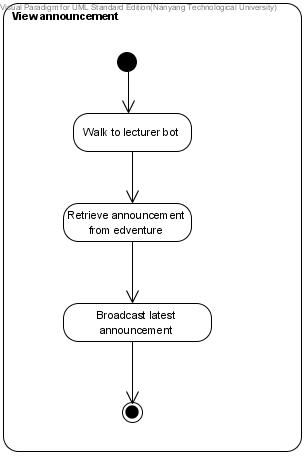 Visual Paradigm for UML Standard Edition(Nanyang Technological University)
View announcement
Walk to lecturer bot
Retrieve announcement
from edventure
Broadcast latest
announcement